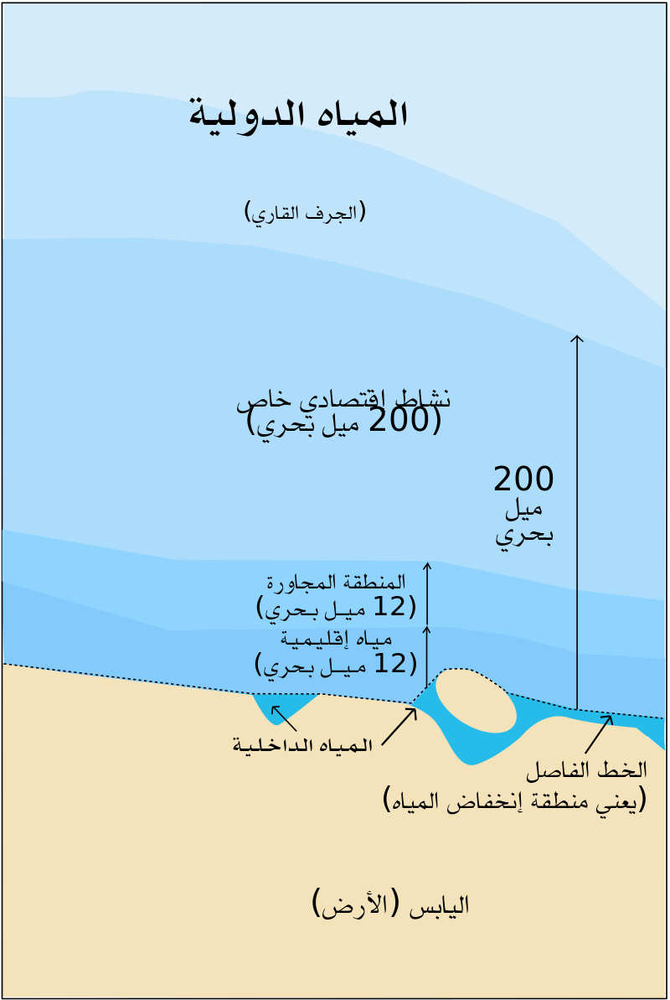 المياه الدولية
(الجرف القاري)
نشاط إقتصادي خاص
(200 ميل بحري)
200
ميل
بحري
المنطقة المجاورة
(12 ميل بحري)
مياه إقليمية
(12 ميل بحري)
المياه الداخلية
الخط الفاصل
(يعني منطقة إنخفاض المياه)
اليابس (الأرض)